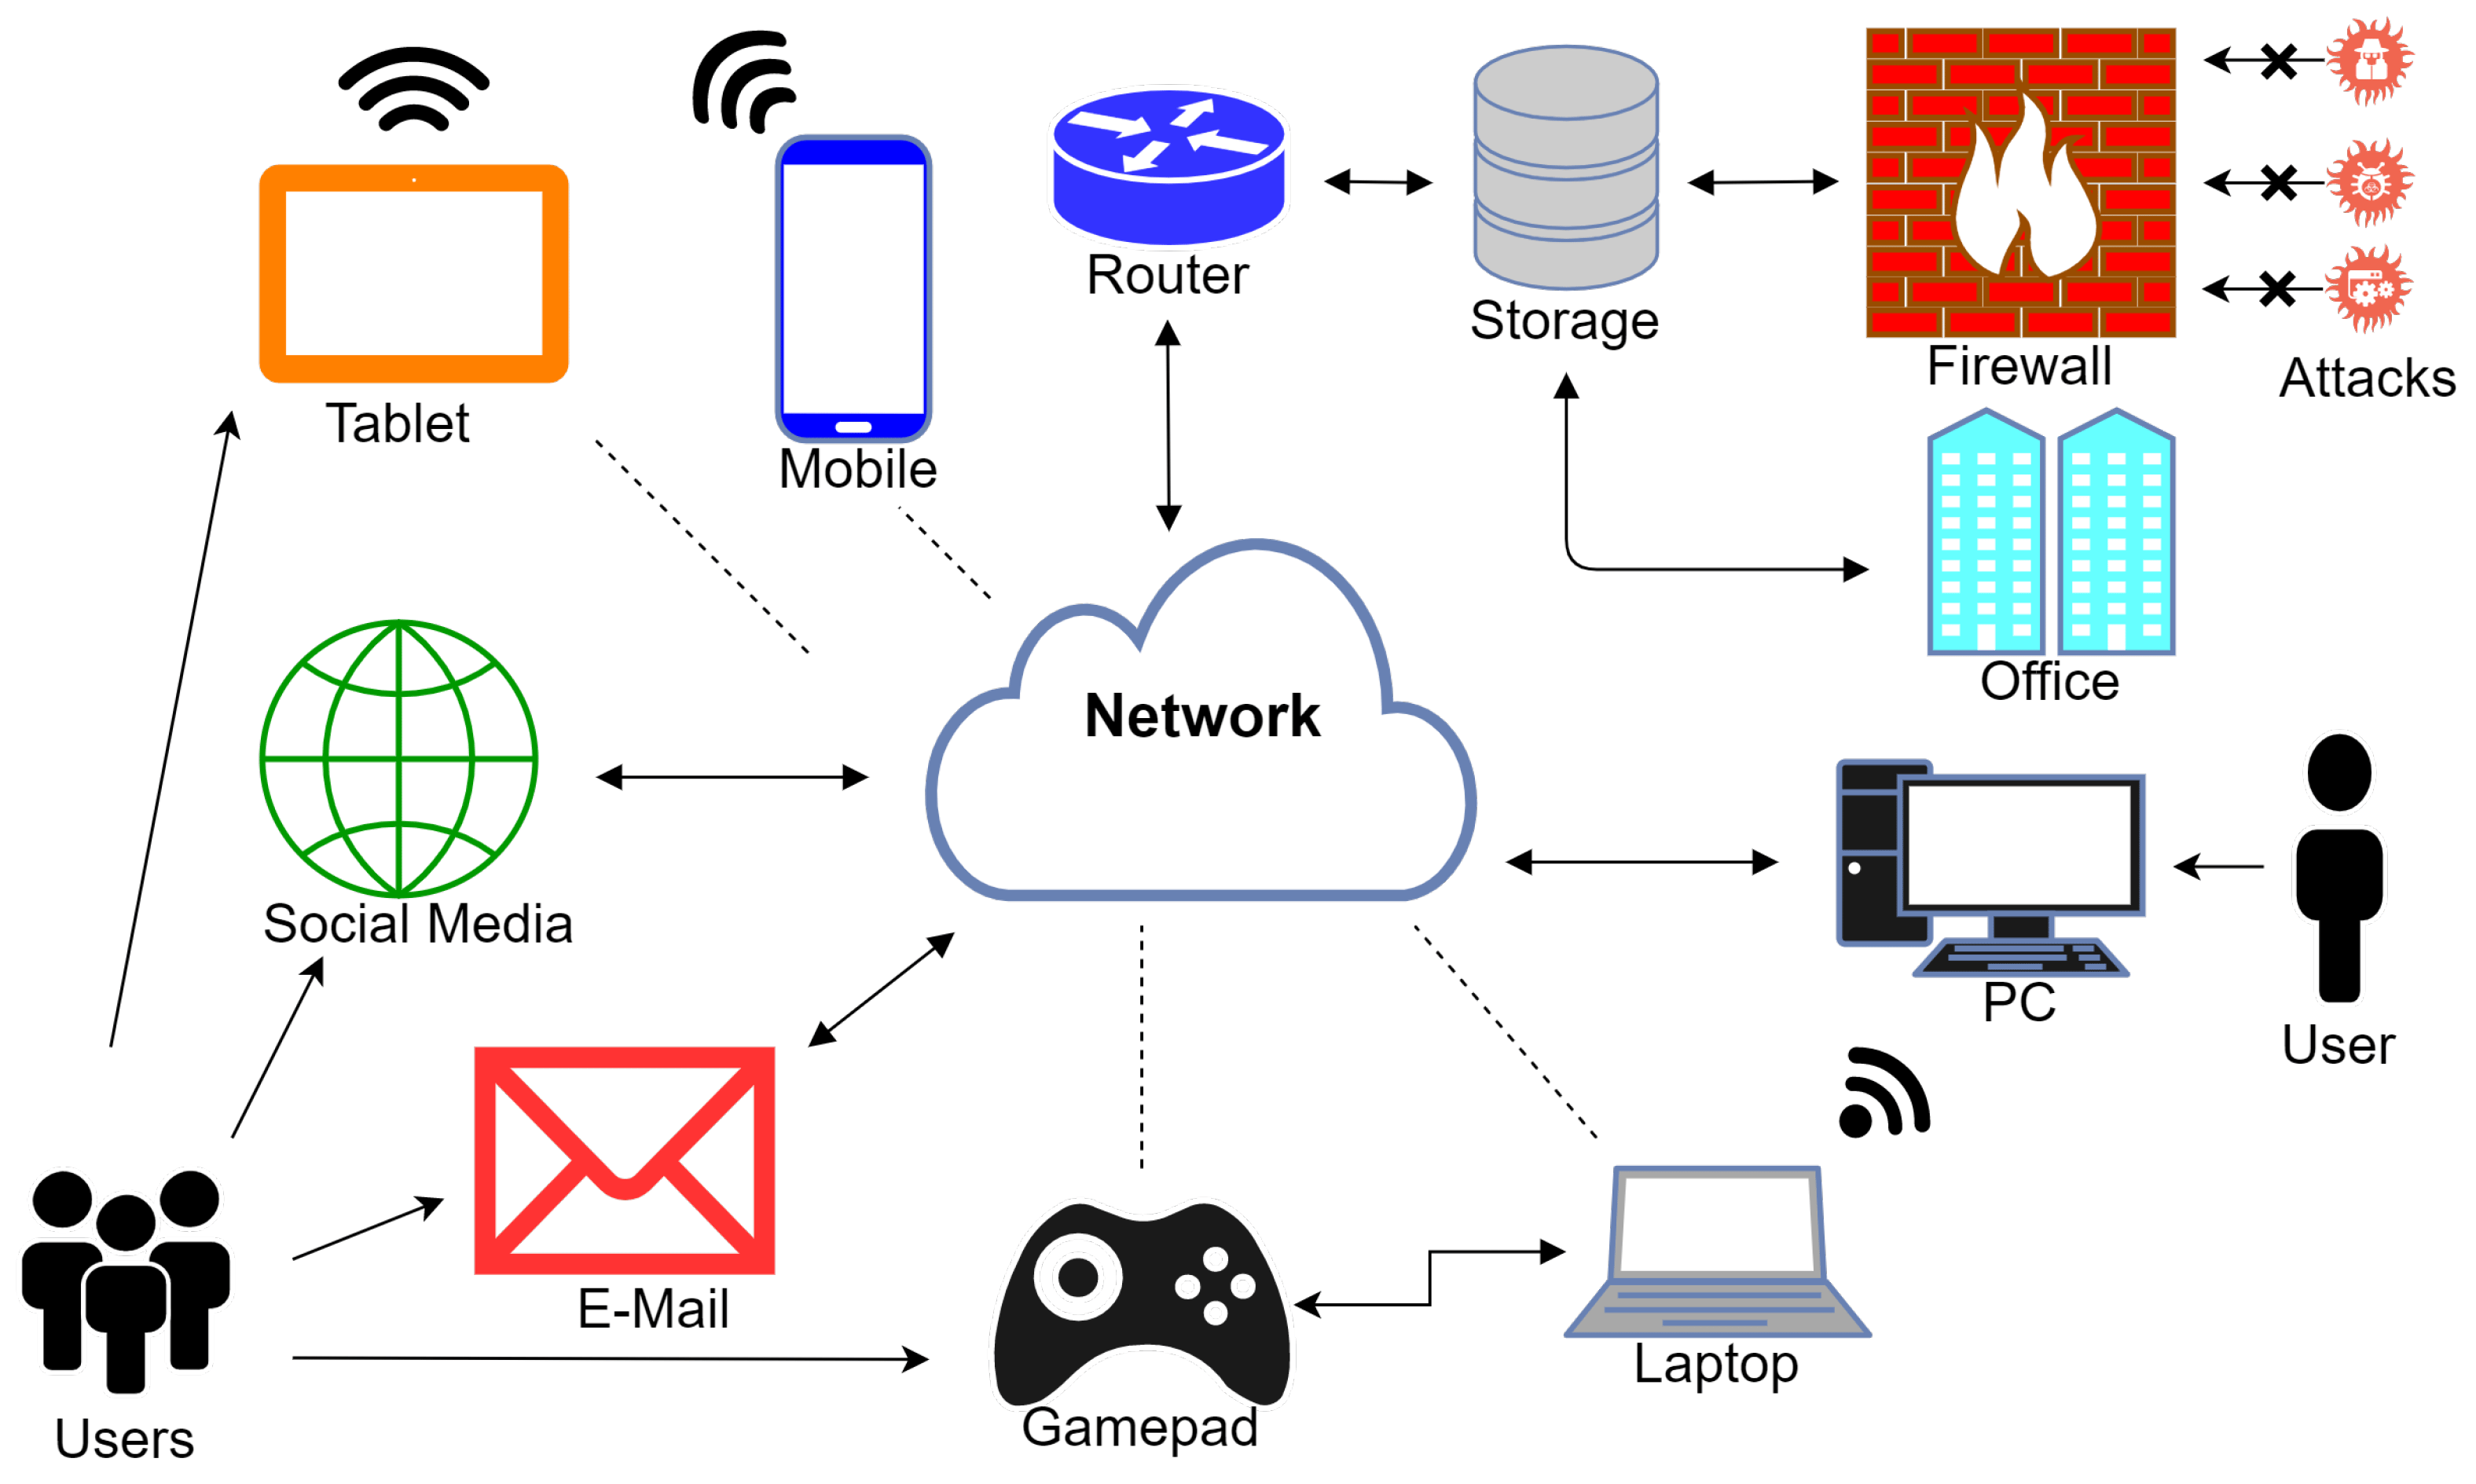 Router
Storage
Firewall
Attacks
Tablet
Mobile
Office
Network
Social Media
PC
User
E-Mail
Laptop
Gamepad
Users